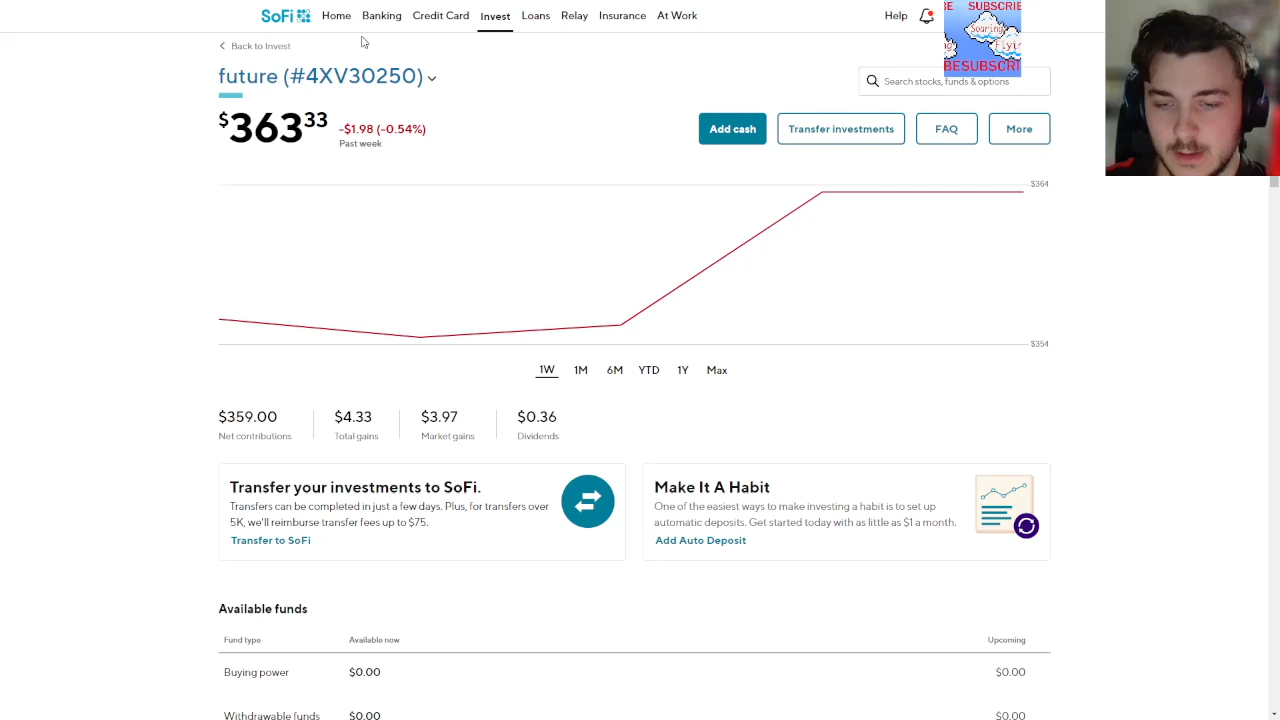 SoFi Home Banking Credit Card Invest Loans Relay Insurance At Work Help
BE SUBSCRIBE
Soaring
Flyin
BESUBSCRI
Back to Invest
future (#4XV30250)
Search stocks, funds & options
$363.33 -$1.98 (-0.54%)
Past week
Add cash Transfer investments FAQ More
$364
$354
1W 1M 6M YTD 1Y Max
$359.00 $4.33 $3.97 $0.36
Net contributions Total gains Market gains Dividends
Transfer your investments to SoFi.
Transfers can be completed in just a few days. Plus, for transfers over
5K, we'll reimburse transfer fees up to $75.
Transfer to SoFi
Make It A Habit
One of the easiest ways to make investing a habit is to set up
automatic deposits. Get started today with as little as $1 a month.
Add Auto Deposit
Available funds
Fund type Available now Upcoming
Buying power $0.00 $0.00
Withdrawable funds $0.00 $0.00